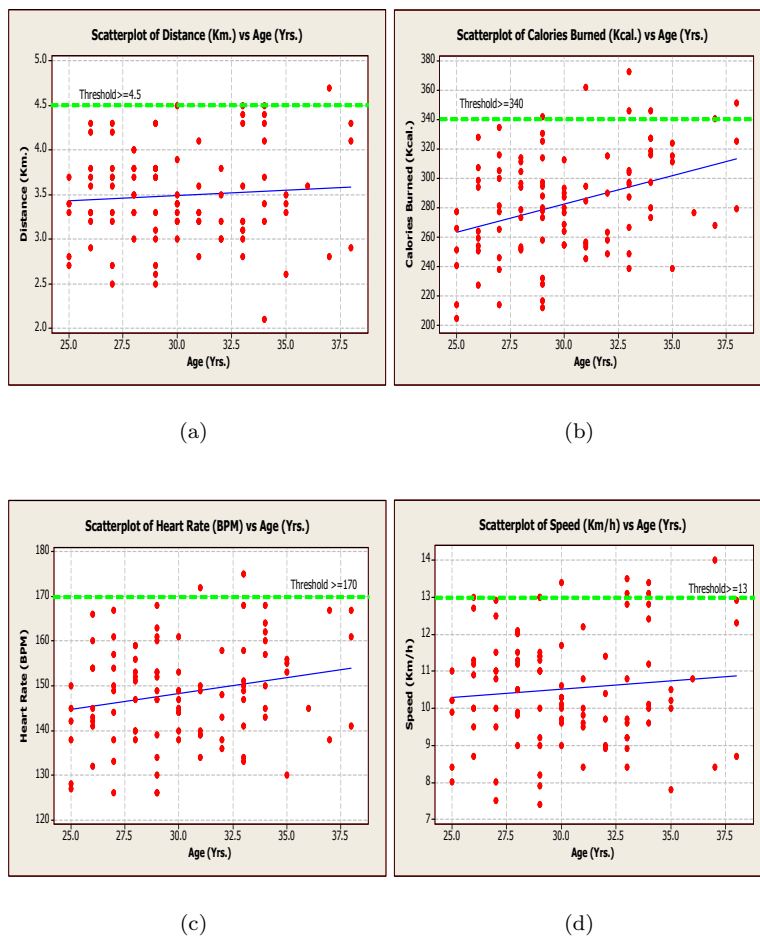 Scatterplot of Distance (Km.) vs Age (Yrs.)
5.0
4.5
4.0
3.5
3.0
2.5
2.0
Threshold>=4.5
Distance (Km.)
25.0 27.5 30.0 32.5 35.0 37.5
Age (Yrs.)
(a)
Scatterplot of Calories Burned (Kcal.) vs Age (Yrs.)
380
360
340
320
300
280
260
240
220
200
Threshold>=340
Calories Burned (Kcal.)
25.0 27.5 30.0 32.5 35.0 37.5
Age (Yrs.)
(b)
Scatterplot of Heart Rate (BPM) vs Age (Yrs.)
180
170
160
150
140
130
120
Threshold >=170
Heart Rate (BPM)
25.0 27.5 30.0 32.5 35.0 37.5
Age (Yrs.)
(c)
Scatterplot of Speed (Km/h) vs Age (Yrs.)
14
13
12
11
10
9
8
7
Threshold>=13
Speed (Km/h)
25.0 27.5 30.0 32.5 35.0 37.5
Age (Yrs.)
(d)